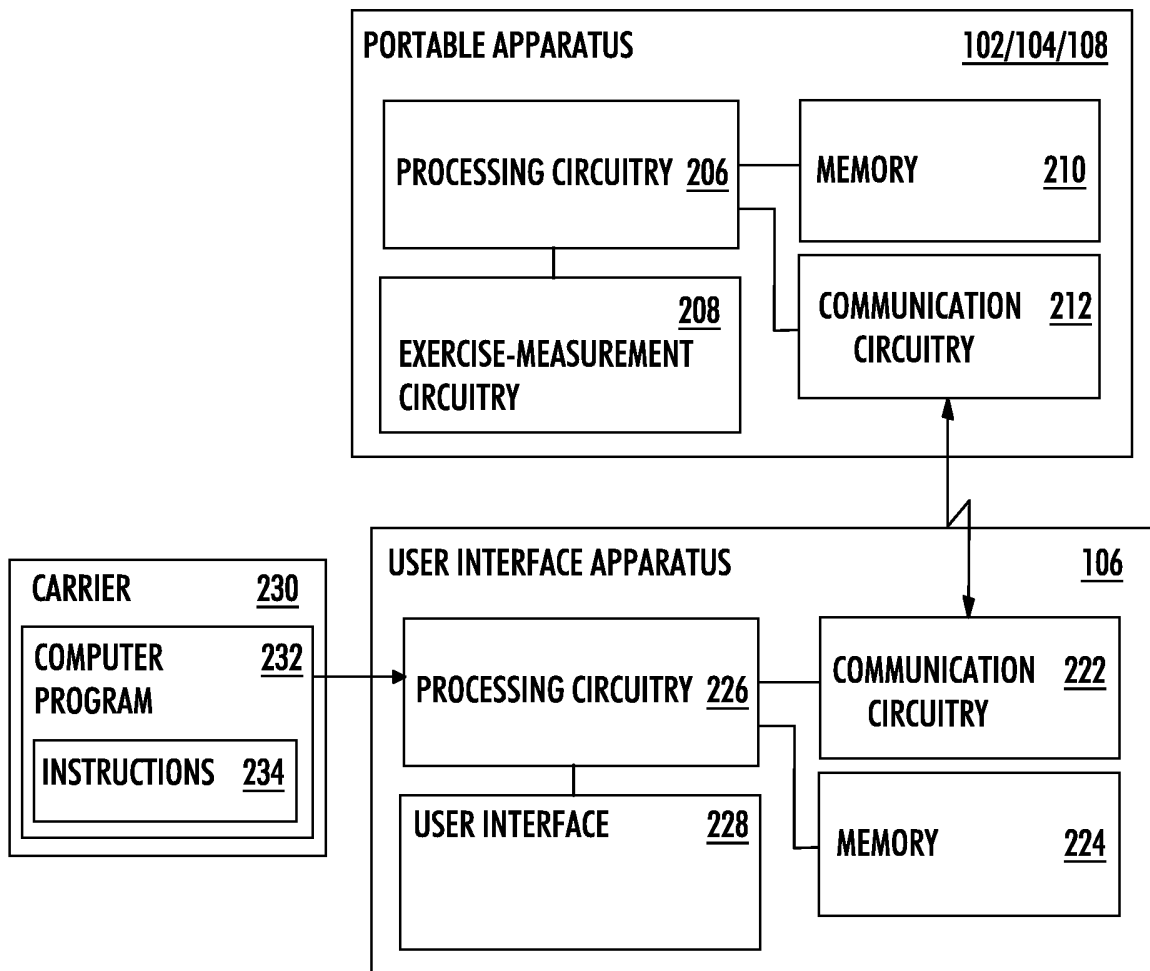 PORTABLE APPARATUS 102/104/108
PROCESSING CIRCUITRY 206
MEMORY 210
208
EXERCISE-MEASUREMENT
CIRCUITRY
COMMUNICATION 212
CIRCUITRY
USER INTERFACE APPARATUS 106
CARRIER 230
COMPUTER 232
PROGRAM
INSTRUCTIONS 234
PROCESSING CIRCUITRY 226
COMMUNICATION 222
CIRCUITRY
USER INTERFACE 228
MEMORY 224